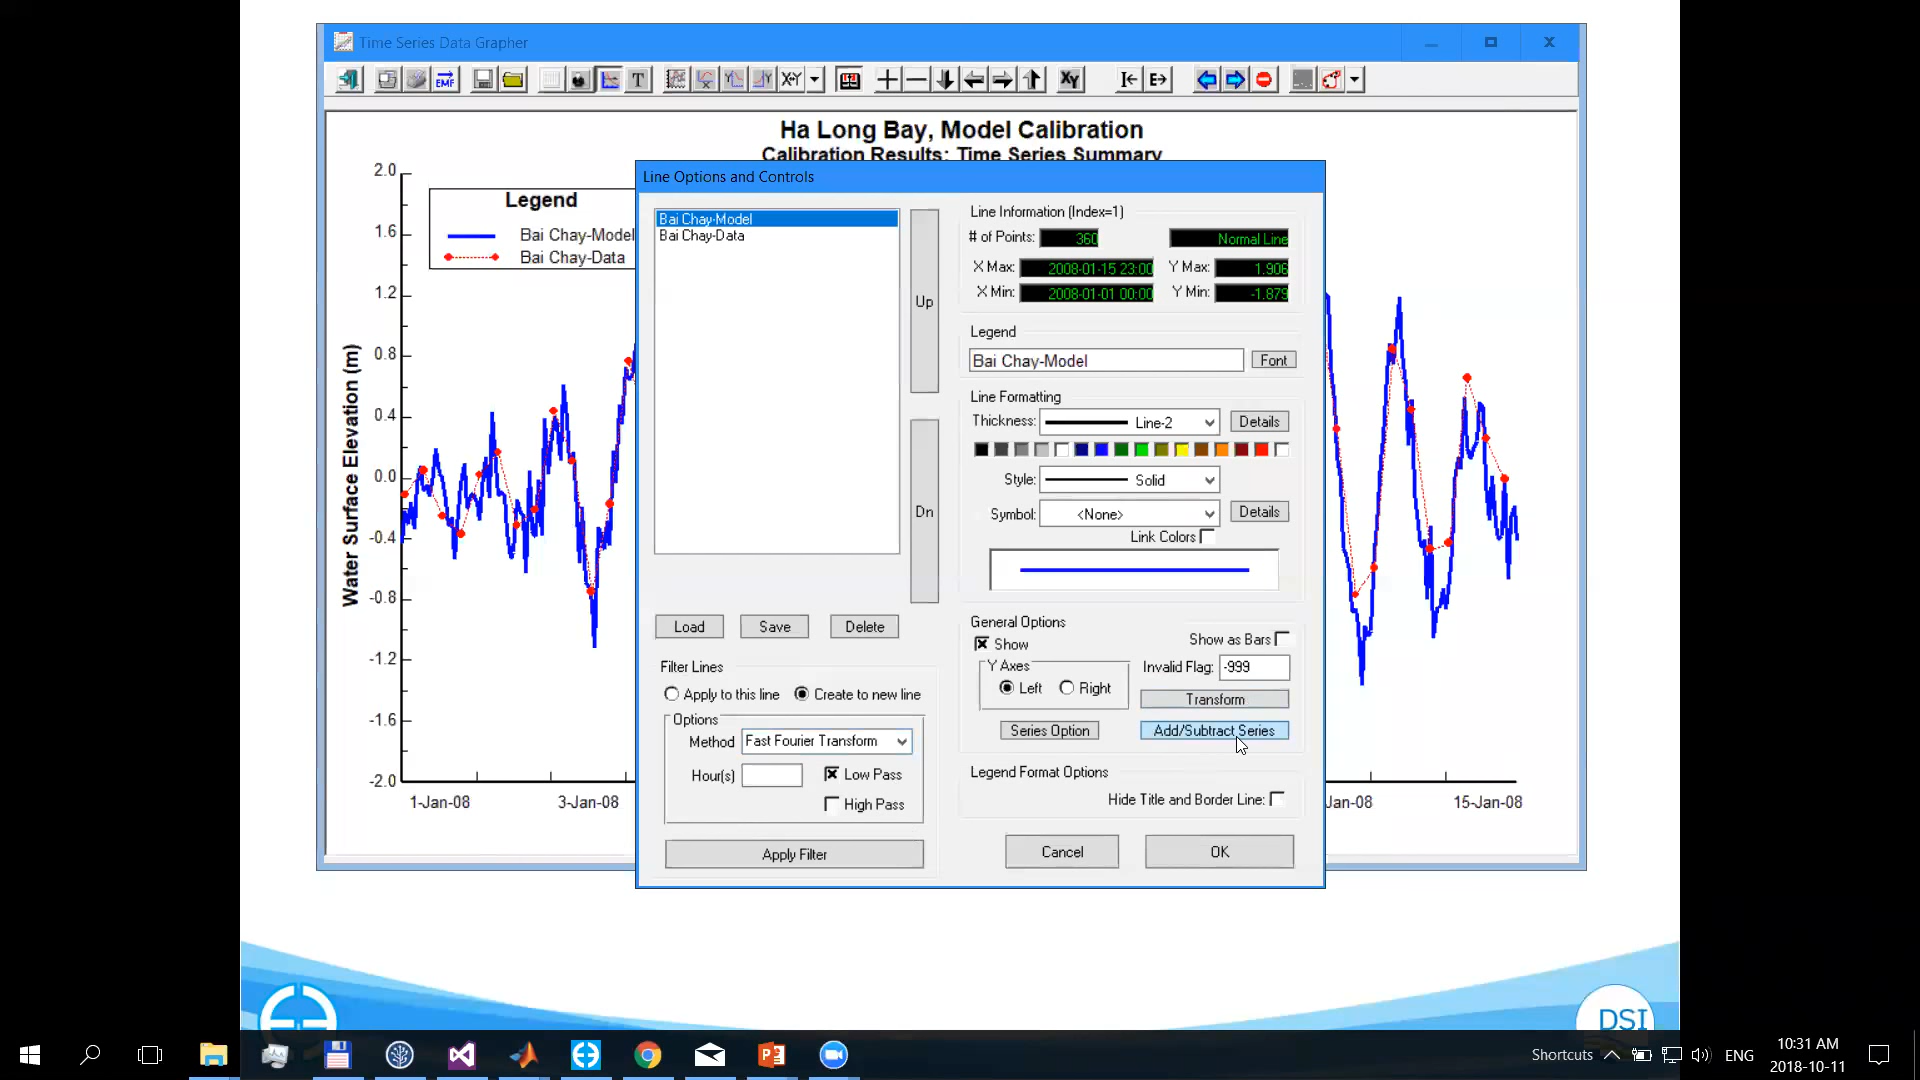 Time Series Data Grapher
EMF T X-Y XY I E
Ha Long Bay, Model Calibration
Calibration Results: Time Series Summary
Legend
Bai Chay-Model
Bai Chay-Data
Water Surface Elevation (m)
2.0
1.6
1.2
0.8
0.4
0.0
-0.4
-0.8
-1.2
-1.6
-2.0
1-Jan-08
3-Jan-08
Jan-08
15-Jan-08
Line Options and Controls
Bai Chay-Model
Bai Chay-Data
Up
Dn
Load Save Delete
Filter Lines
Apply to this line Create to new line
Options
Method Fast Fourier Transform
Hour(s) Low Pass
High Pass
Apply Filter
Line Information (Index=1)
# of Points: 360 Normal Line
X Max: 2008-01-15 23:00 Y Max: 1.906
X Min: 2008-01-01 00:00 Y Min: -1.879
Legend
Bai Chay-Model Font
Line Formatting
Thickness: Line-2 Details
Style: Solid
Symbol: <None> Details
Link Colors
General Options
Show Show as Bars
Y Axes Invalid Flag: -999
Left Right Transform
Series Option Add/Subtract Series
Legend Format Options
Hide Title and Border Line:
Cancel OK
DSI
Shortcuts ENG 10:31 AM
2018-10-11